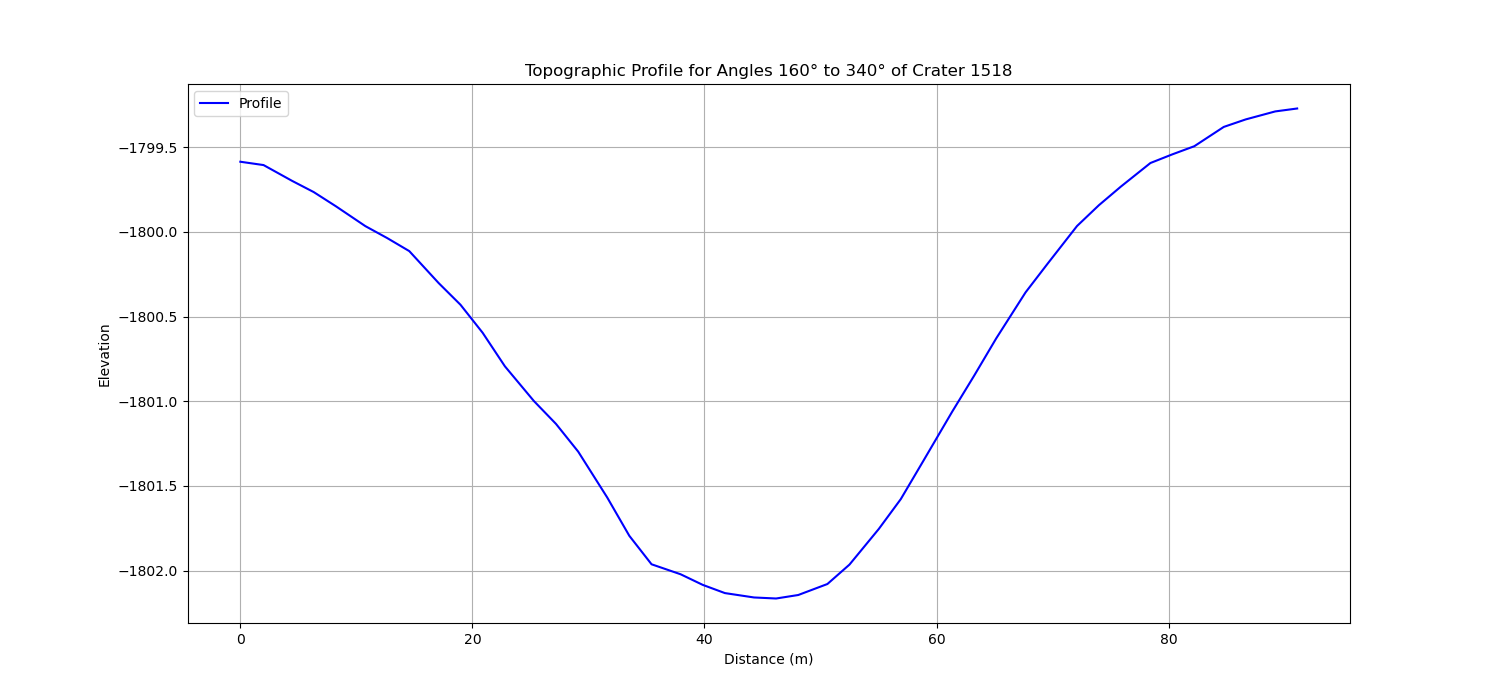 Topographic Profile for Angles 160° to 340° of Crater 1518
Profile
−1799.5
−1800.0
−1800.5
−1801.0
−1801.5
−1802.0
Elevation
0 20 40 60 80
Distance (m)